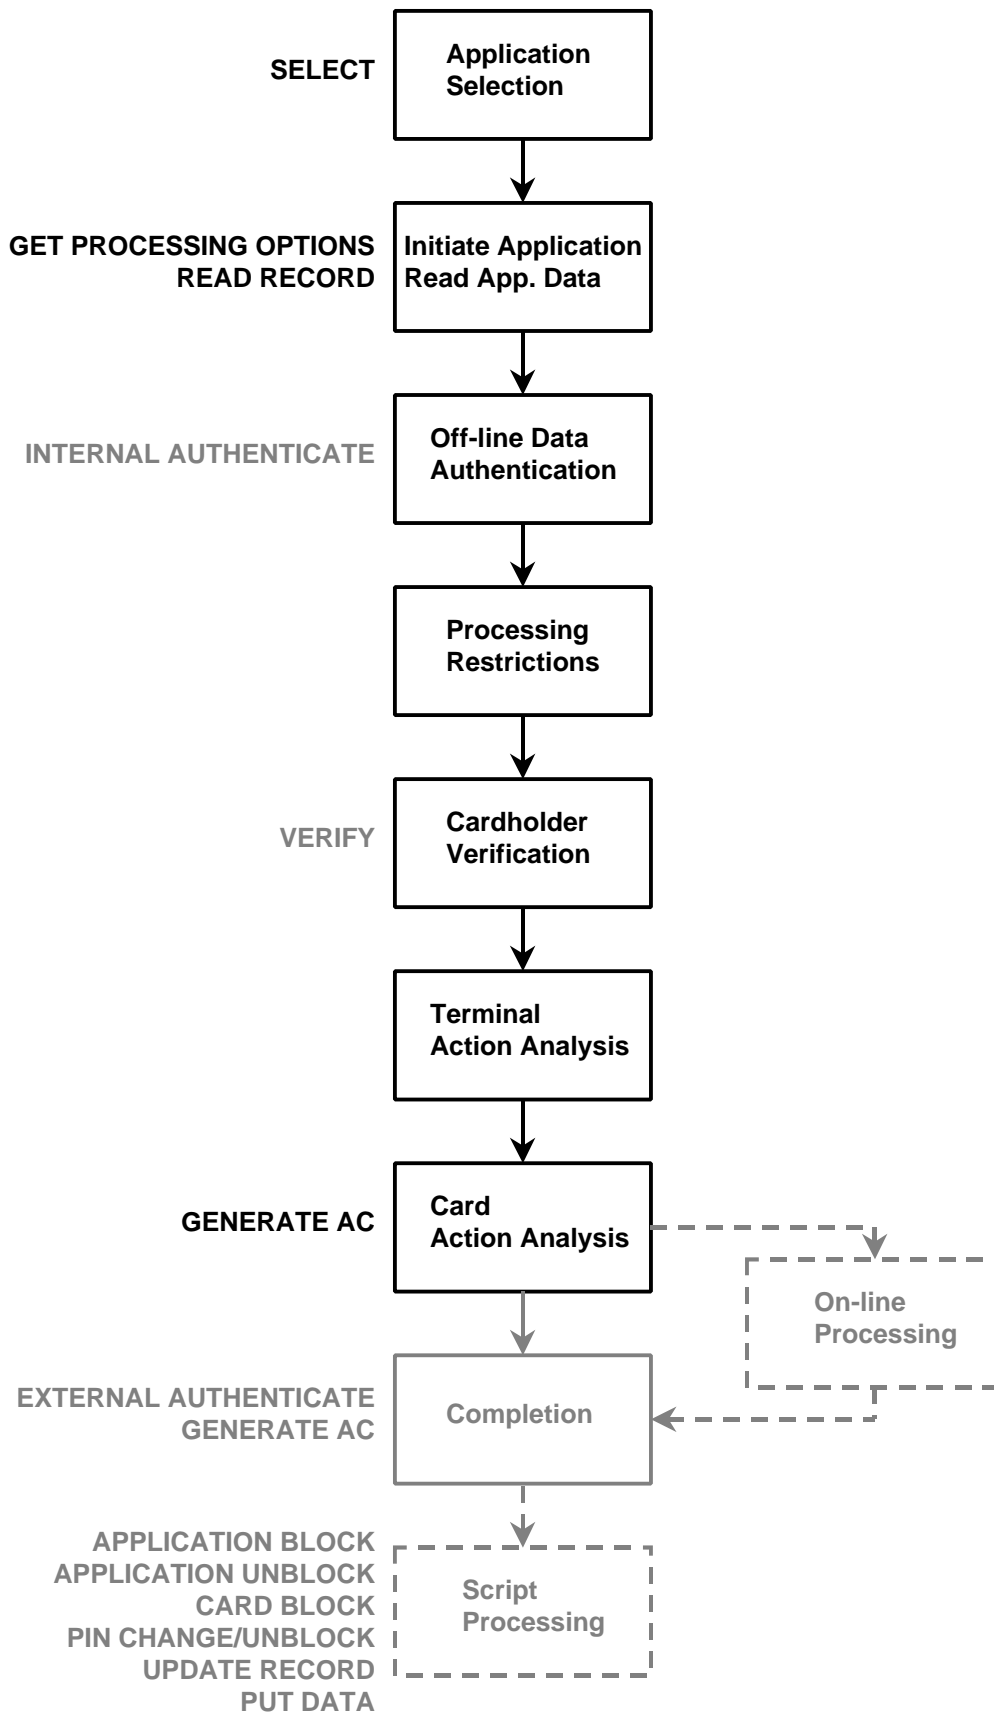 SELECT
Application
Selection
GET PROCESSING OPTIONS
READ RECORD
Initiate Application
Read App. Data
INTERNAL AUTHENTICATE
Off-line Data
Authentication
Processing
Restrictions
VERIFY
Cardholder
Verification
Terminal
Action Analysis
GENERATE AC
Card
Action Analysis
On-line
Processing
EXTERNAL AUTHENTICATE
GENERATE AC
Completion
APPLICATION BLOCK
APPLICATION UNBLOCK
CARD BLOCK
PIN CHANGE/UNBLOCK
UPDATE RECORD
PUT DATA
Script
Processing